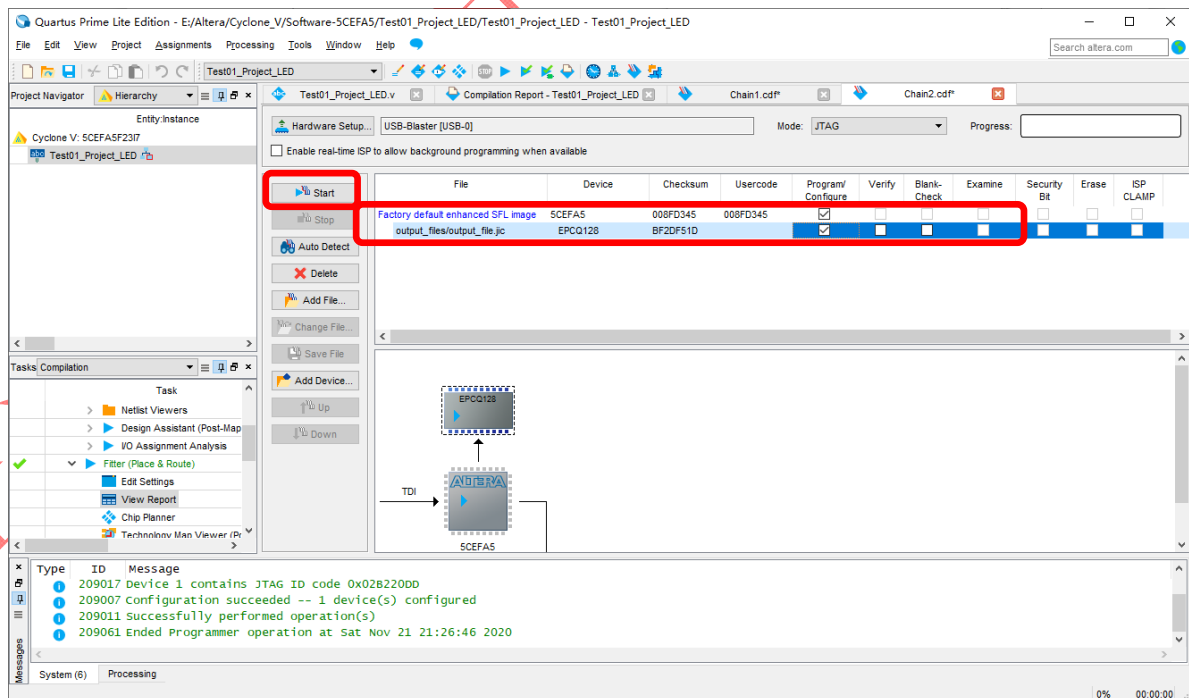 Quartus Prime Lite Edition - E:/Altera/Cyclone_V/Software-5CEFA5/Test01_Project_LED/Test01_Project_LED - Test01_Project_LED
File Edit View Project Assignments Processing Tools Window Help
Search altera.com
Test01_Project_LED
Project Navigator Hierarchy
Test01_Project_LED.v Compilation Report - Test01_Project_LED Chain1.cdf* Chain2.cdf*
Entity:Instance
Cyclone V: 5CEFA5F23I7
Test01_Project_LED
Hardware Setup... USB-Blaster [USB-0] Mode: JTAG Progress:
Enable real-time ISP to allow background programming when available
Start
Stop
Auto Detect
Delete
Add File...
Change File...
Save File
Add Device...
Up
Down
File Device Checksum Usercode Program/ Configure Verify Blank- Check Examine Security Bit Erase ISP CLAMP
Factory default enhanced SFL image 5CEFA5 008FD345 008FD345
output_files/output_file.jic EPCQ128 BF2DF51D
Tasks Compilation
Task
Netlist Viewers
Design Assistant (Post-Map
I/O Assignment Analysis
Fitter (Place & Route)
Edit Settings
View Report
Chip Planner
Technology Map Viewer (Po
EPCQ128
TDI
ALTERA
5CEFA5
Type ID Message
209017 Device 1 contains JTAG ID code 0x02B220DD
209007 Configuration succeeded -- 1 device(s) configured
209011 Successfully performed operation(s)
209061 Ended Programmer operation at Sat Nov 21 21:26:46 2020
Messages
System (6) Processing
0% 00:00:00